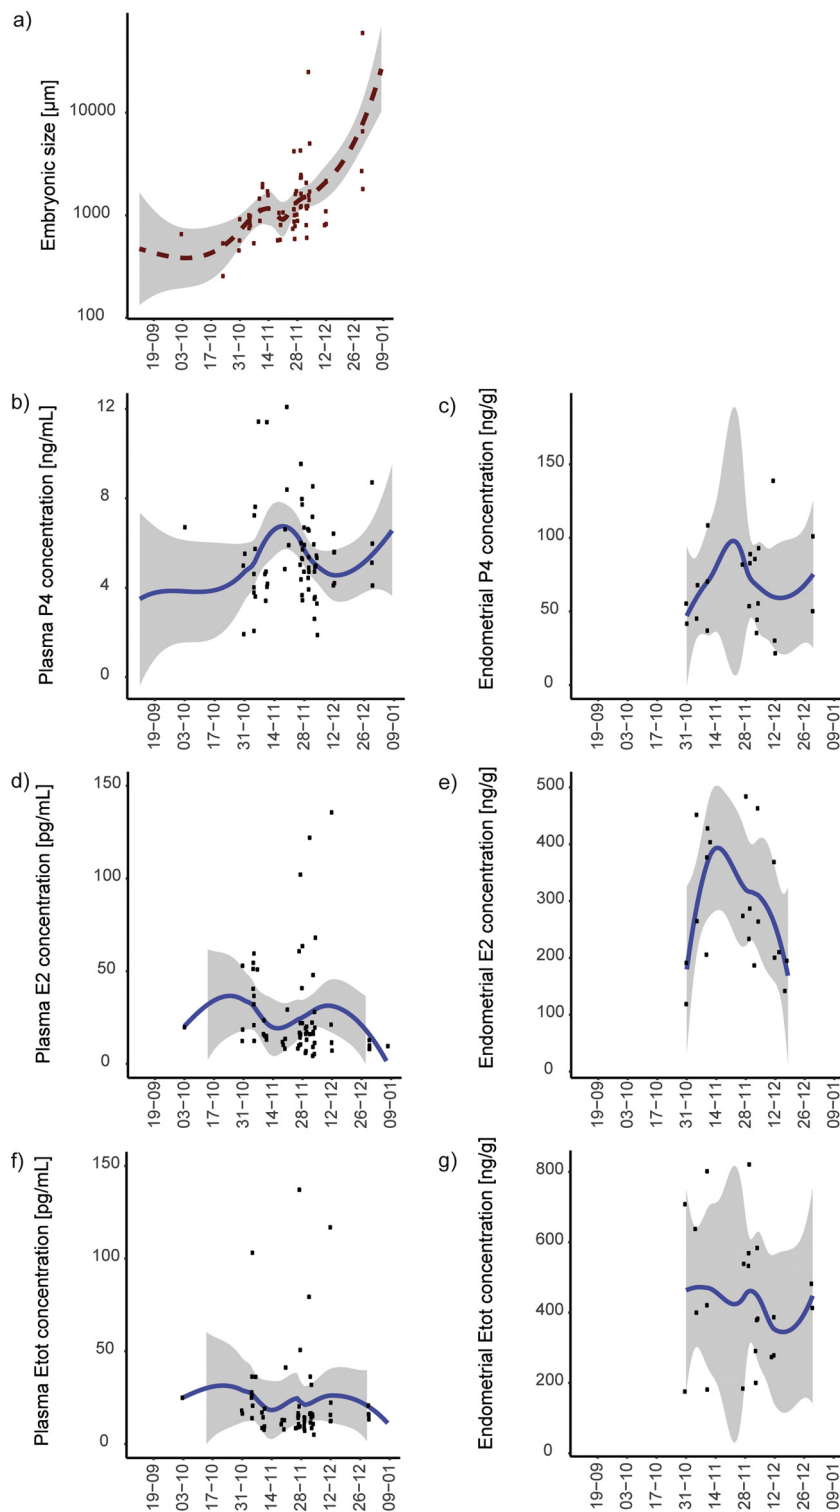 a)
Embryonic size [µm]
10000
1000
100
19−09 03−10 17−10 31−10 14−11 28−11 12−12 26−12 09−01
b)
Plasma P4 concentration [ng/mL]
12
8
4
0
19−09 03−10 17−10 31−10 14−11 28−11 12−12 26−12 09−01
c)
Endometrial P4 concentration [ng/g]
150
100
50
0
19−09 03−10 17−10 31−10 14−11 28−11 12−12 26−12 09−01
d)
Plasma E2 concentration [pg/mL]
150
100
50
0
19−09 03−10 17−10 31−10 14−11 28−11 12−12 26−12 09−01
e)
Endometrial E2 concentration [ng/g]
500
400
300
200
100
0
19−09 03−10 17−10 31−10 14−11 28−11 12−12 26−12 09−01
f)
Plasma Etot concentration [pg/mL]
150
100
50
0
19−09 03−10 17−10 31−10 14−11 28−11 12−12 26−12 09−01
g)
Endometrial Etot concentration [ng/g]
800
600
400
200
0
19−09 03−10 17−10 31−10 14−11 28−11 12−12 26−12 09−01